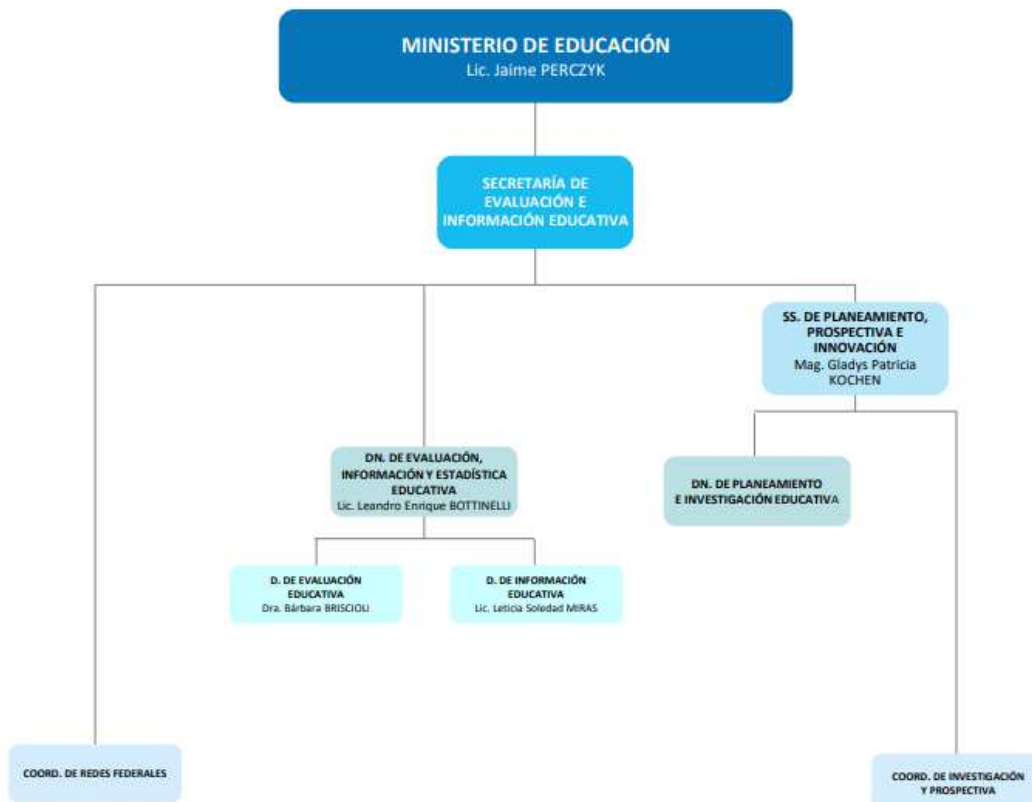 MINISTERIO DE EDUCACIÓN
Lic. Jaime PERCZYK
SECRETARÍA DE
EVALUACIÓN E
INFORMACIÓN EDUCATIVA
SS. DE PLANEAMIENTO,
PROSPECTIVA E
INNOVACIÓN
Mag. Gladys Patricia
KOCHEN
DN. DE EVALUACIÓN,
INFORMACIÓN Y ESTADÍSTICA
EDUCATIVA
Lic. Leandro Enrique BOTTINELLI
DN. DE PLANEAMIENTO
E INVESTIGACIÓN EDUCATIVA
D. DE EVALUACIÓN
EDUCATIVA
Dra. Bárbara BRISCIOLI
D. DE INFORMACIÓN
EDUCATIVA
Lic. Leticia Soledad MIRAS
COORD. DE REDES FEDERALES
COORD. DE INVESTIGACIÓN
Y PROSPECTIVA